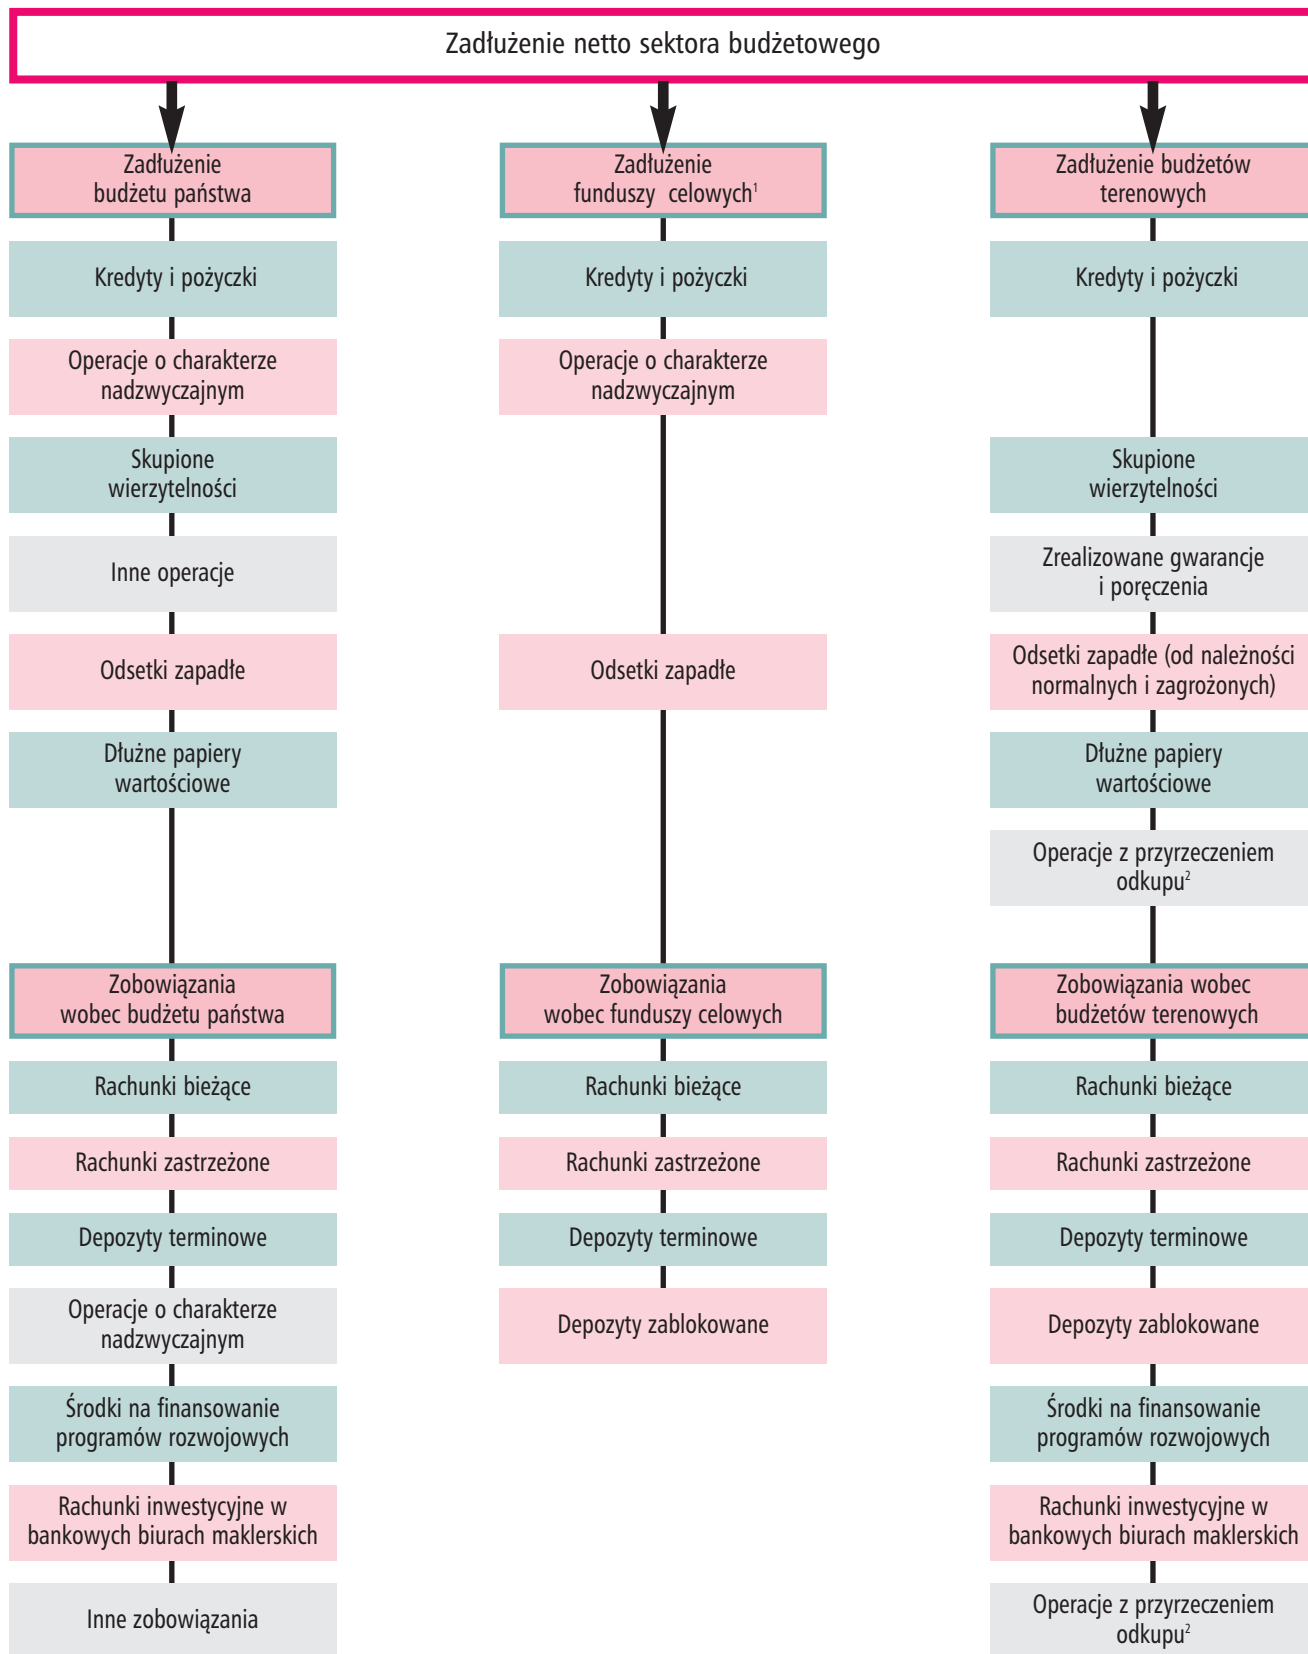 Zadłużenie netto sektora budżetowego
Zadłużenie
budżetu państwa
Kredyty i pożyczki
Operacje o charakterze
nadzwyczajnym
Skupione
wierzytelności
Inne operacje
Odsetki zapadłe
Dłużne papiery
wartościowe
Zobowiązania
wobec budżetu państwa
Rachunki bieżące
Rachunki zastrzeżone
Depozyty terminowe
Operacje o charakterze
nadzwyczajnym
Środki na finansowanie
programów rozwojowych
Rachunki inwestycyjne w
bankowych biurach maklerskich
Inne zobowiązania
Zadłużenie
funduszy celowych¹
Kredyty i pożyczki
Operacje o charakterze
nadzwyczajnym
Odsetki zapadłe
Zobowiązania
wobec funduszy celowych
Rachunki bieżące
Rachunki zastrzeżone
Depozyty terminowe
Depozyty zablokowane
Zadłużenie budżetów
terenowych
Kredyty i pożyczki
Skupione
wierzytelności
Zrealizowane gwarancje
i poręczenia
Odsetki zapadłe (od należności
normalnych i zagrożonych)
Dłużne papiery
wartościowe
Operacje z przyrzeczeniem
odkupu²
Zobowiązania wobec
budżetów terenowych
Rachunki bieżące
Rachunki zastrzeżone
Depozyty terminowe
Depozyty zablokowane
Środki na finansowanie
programów rozwojowych
Rachunki inwestycyjne w
bankowych biurach maklerskich
Operacje z przyrzeczeniem
odkupu²